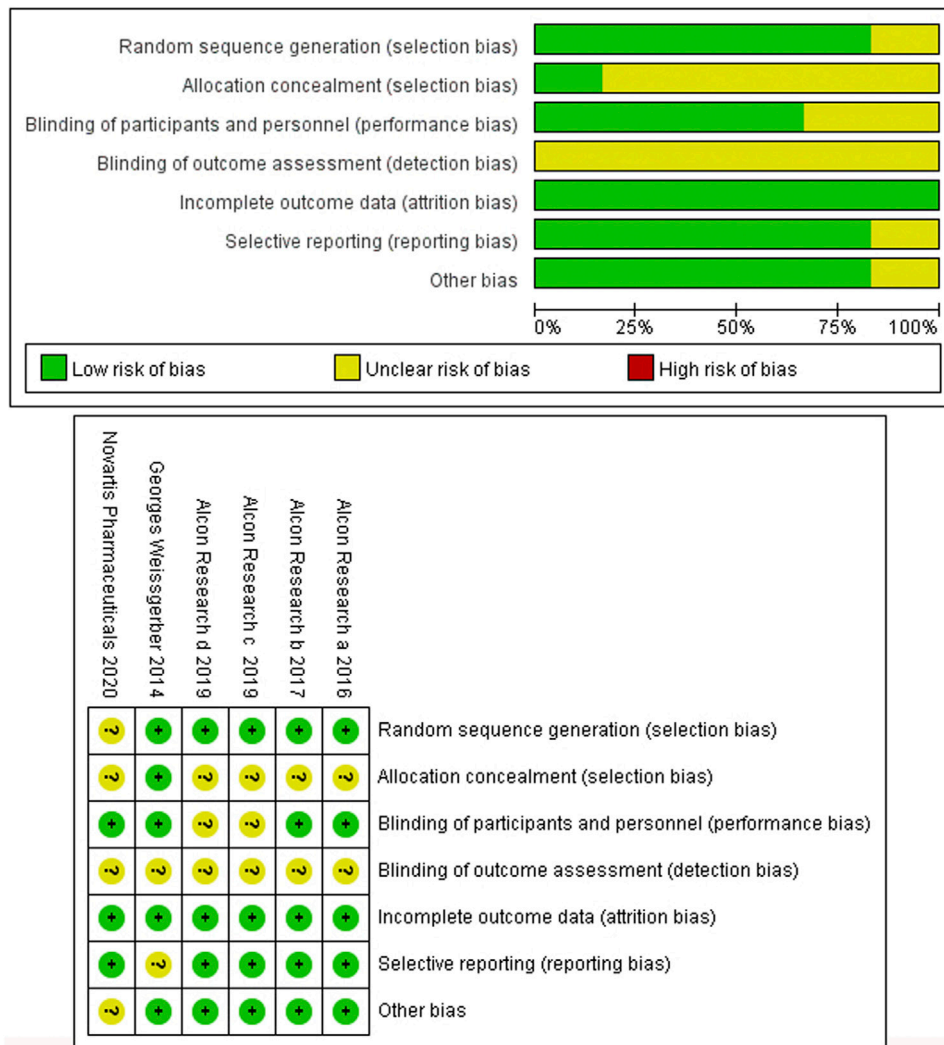 Random sequence generation (selection bias)
Allocation concealment (selection bias)
Blinding of participants and personnel (performance bias)
Blinding of outcome assessment (detection bias)
Incomplete outcome data (attrition bias)
Selective reporting (reporting bias)
Other bias
0% 25% 50% 75% 100%
Low risk of bias Unclear risk of bias High risk of bias
Novartis Pharmaceuticals 2020
Georges Weissgerber 2014
Alcon Research d 2019
Alcon Research c 2019
Alcon Research b 2017
Alcon Research a 2016
? + + + + + Random sequence generation (selection bias)
? + ? ? ? ? Allocation concealment (selection bias)
+ + ? ? + + Blinding of participants and personnel (performance bias)
? ? ? ? ? ? Blinding of outcome assessment (detection bias)
+ + + + + + Incomplete outcome data (attrition bias)
+ ? + + + + Selective reporting (reporting bias)
? + + + + + Other bias